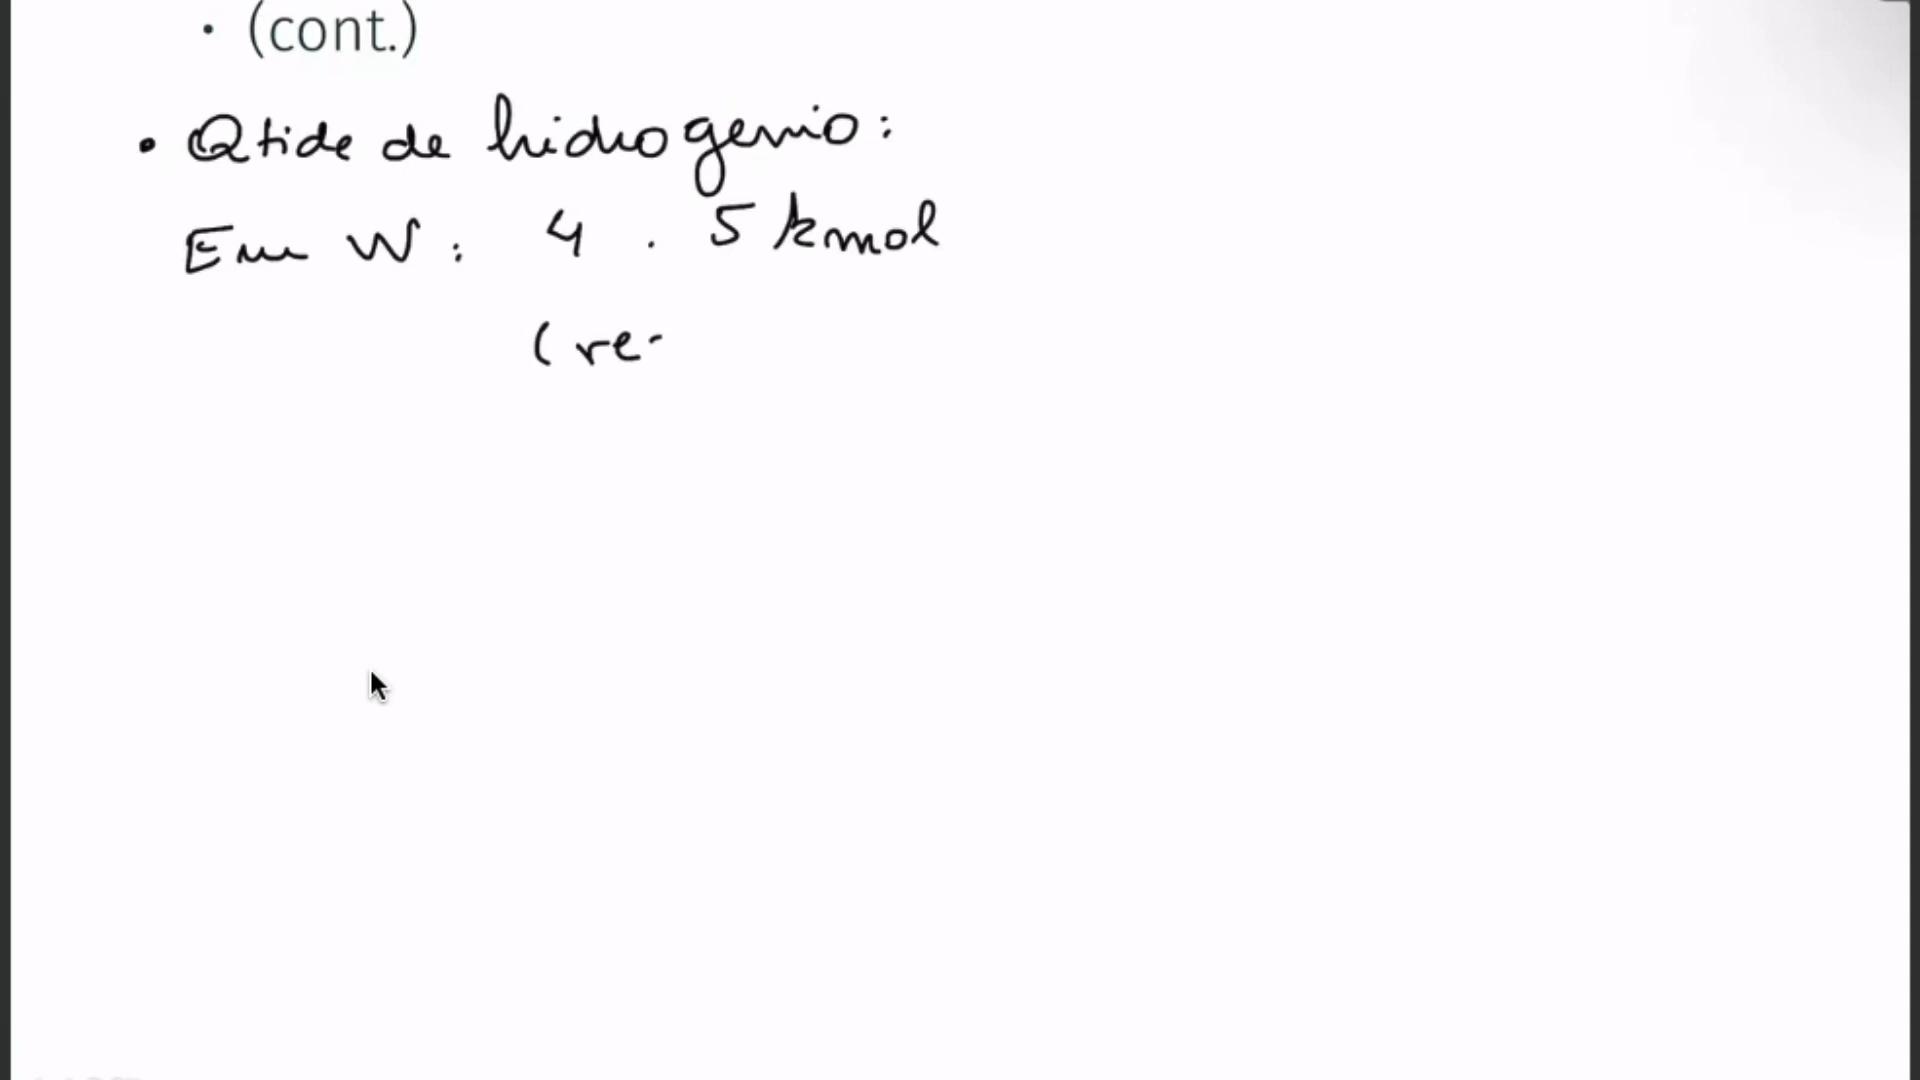 • (cont.)
• Qtide de hidrogenio:
Em W: 4 . 5 kmol
(re-